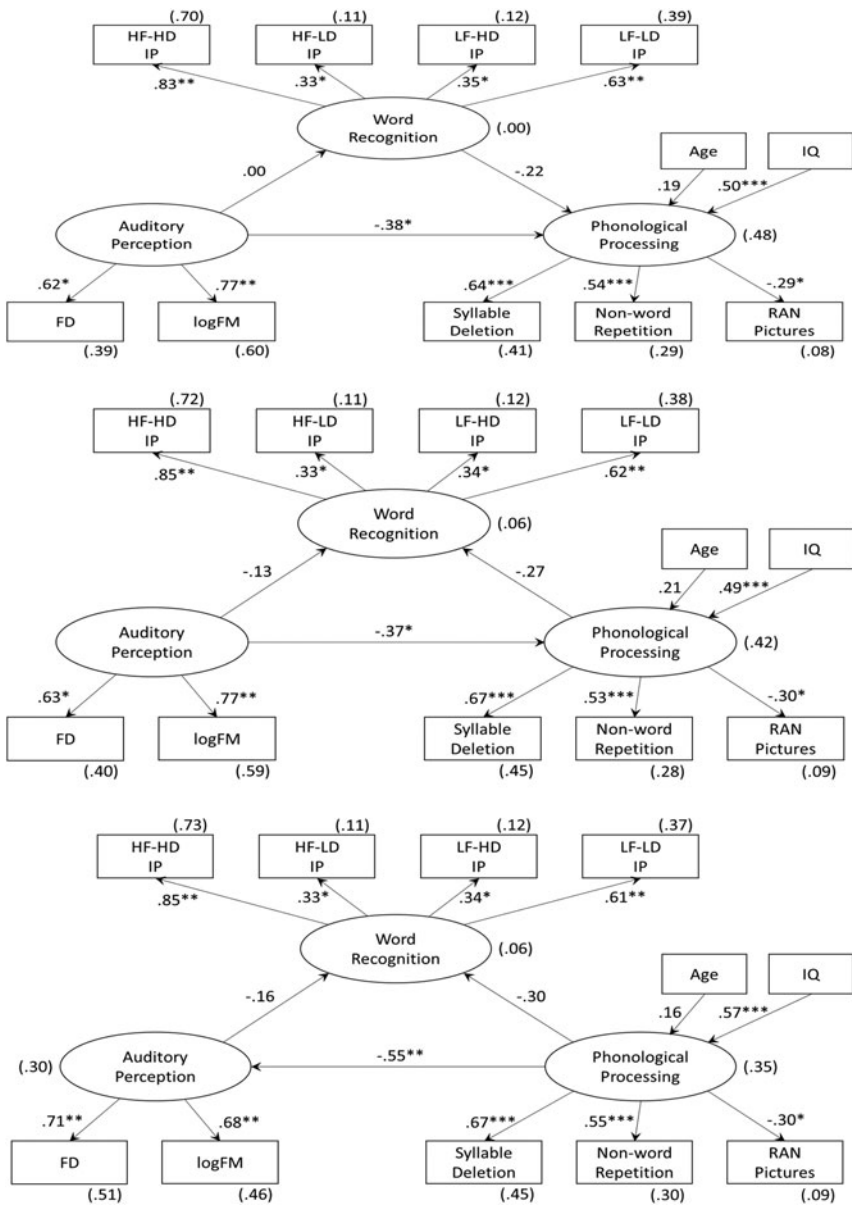 (.70) (.11) (.12) (.39)
HF-HD HF-LD LF-HD LF-LD
IP IP IP IP
.83** .33* .35* .63**
Word
Recognition
(.00)
.00 -.22
Age IQ
.19 .50***
Auditory
Perception
-.38*
Phonological
Processing
(.48)
.62* .77** .64*** .54*** -.29*
FD logFM
Syllable Non-word RAN
Deletion Repetition Pictures
(.39) (.60) (.41) (.29) (.08)
(.72) (.11) (.12) (.38)
HF-HD HF-LD LF-HD LF-LD
IP IP IP IP
.85** .33* .34* .62**
Word
Recognition
(.06)
-.13 -.27
Age IQ
.21 .49***
Auditory
Perception
-.37*
Phonological
Processing
(.42)
.63* .77** .67*** .53*** -.30*
FD logFM
Syllable Non-word RAN
Deletion Repetition Pictures
(.40) (.59) (.45) (.28) (.09)
(.73) (.11) (.12) (.37)
HF-HD HF-LD LF-HD LF-LD
IP IP IP IP
.85** .33* .34* .61**
Word
Recognition
(.06)
-.16 -.30
Age IQ
.16 .57***
(.30)
Auditory
Perception
-.55**
Phonological
Processing
(.35)
.71** .68** .67*** .55*** -.30*
FD logFM
Syllable Non-word RAN
Deletion Repetition Pictures
(.51) (.46) (.45) (.30) (.09)